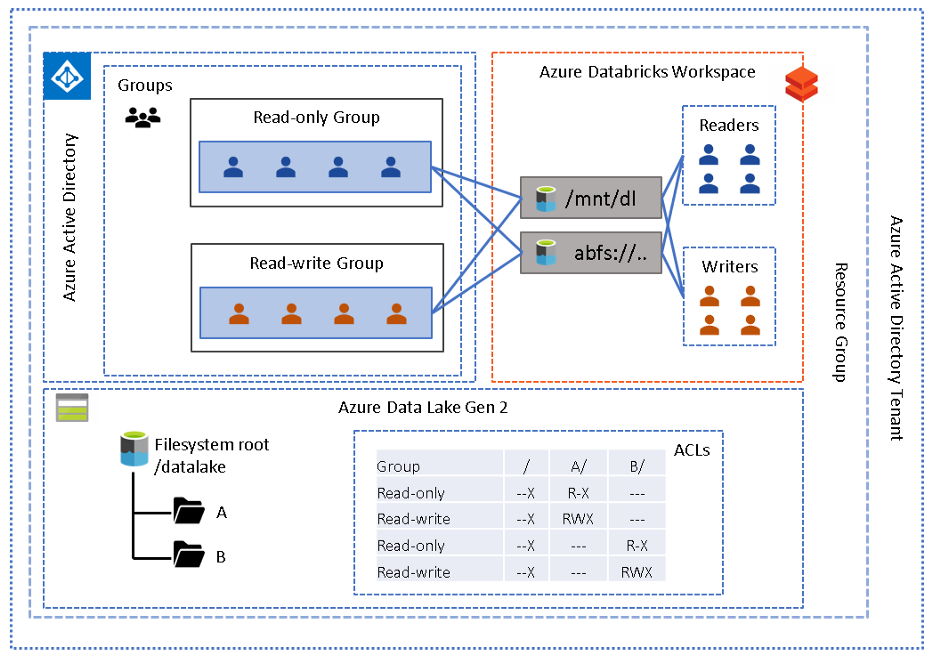 Groups
Read-only Group
Read-write Group
Azure Active Directory
Azure Databricks Workspace
/mnt/dl
abfs://..
Readers
Writers
Resource Group
Azure Active Directory Tenant
Azure Data Lake Gen 2
Filesystem root
/datalake
A
B
ACLs
Group / A/ B/
Read-only --X R-X ---
Read-write --X RWX ---
Read-only --X --- R-X
Read-write --X --- RWX